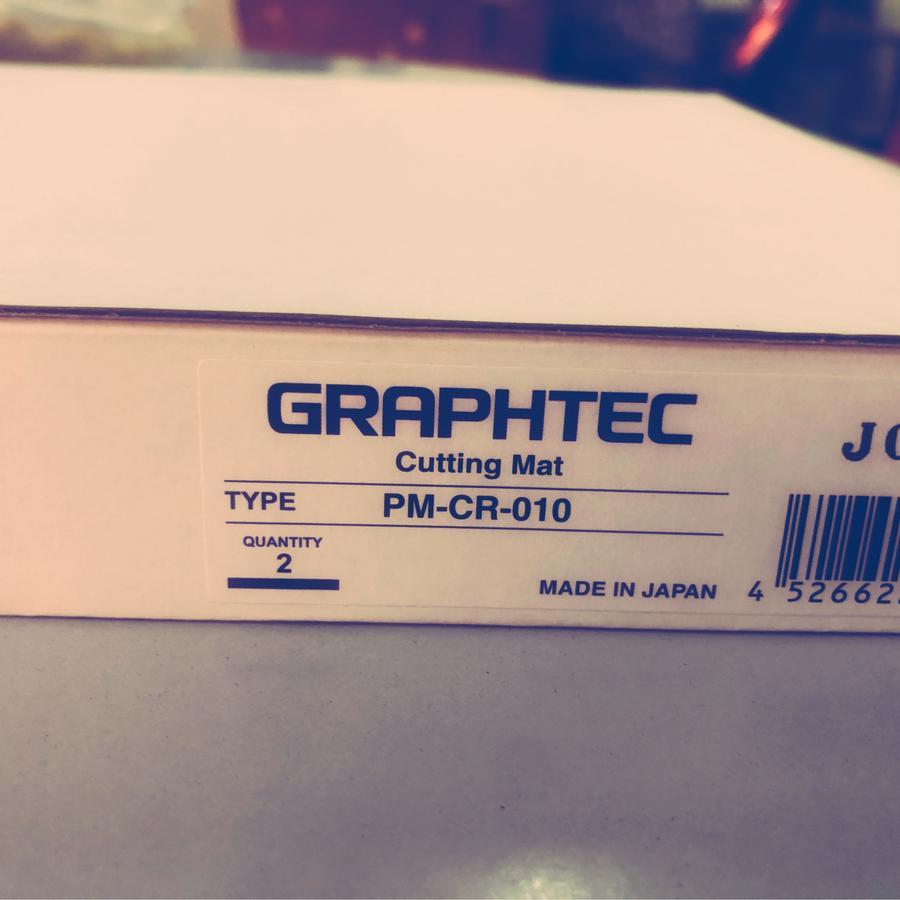 GRAPHTEC
Cutting Mat
TYPE PM-CR-010
QUANTITY
2
MADE IN JAPAN